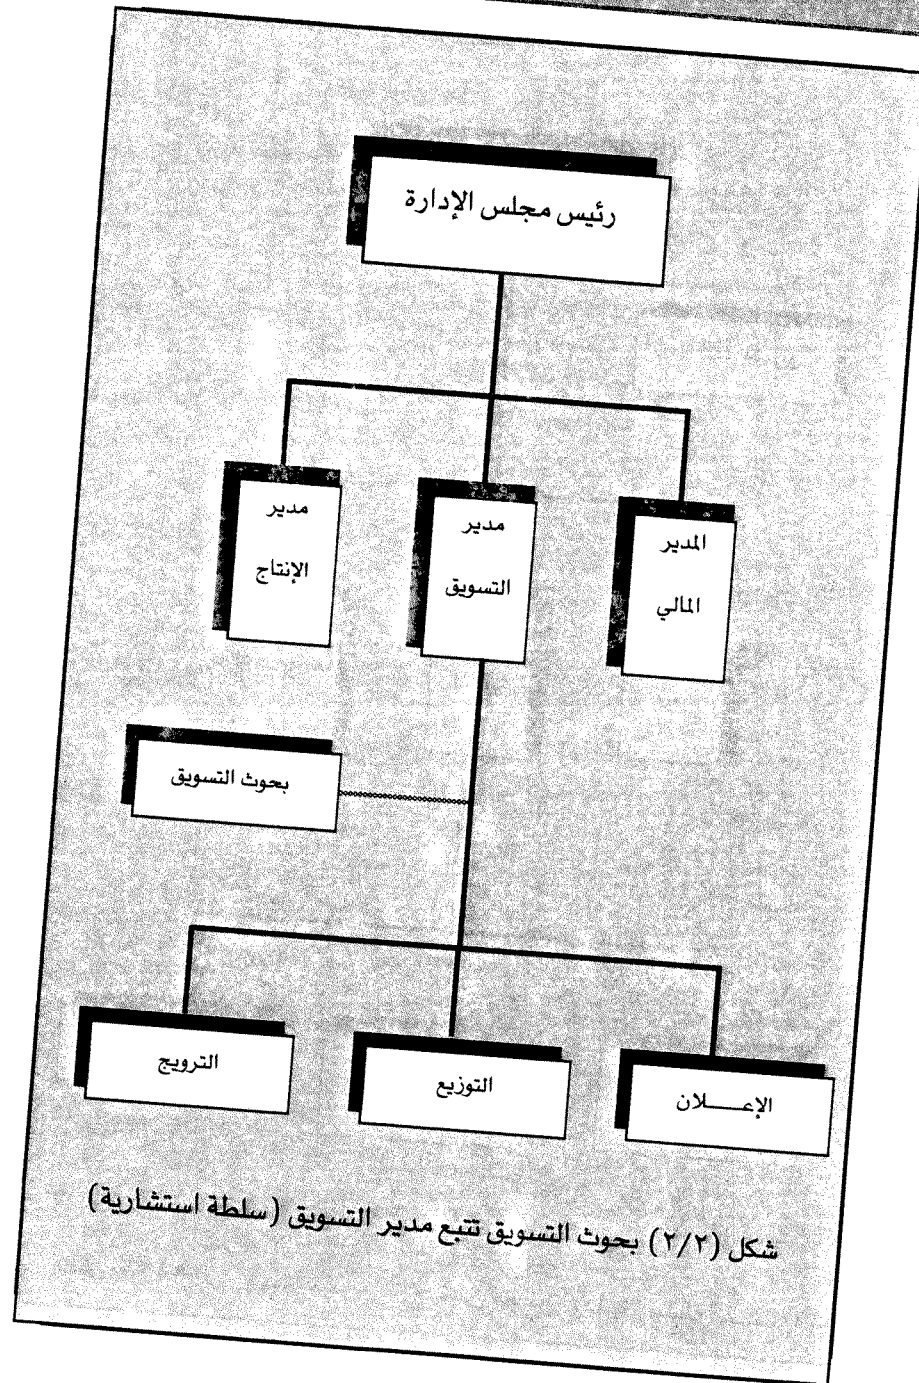 رئيس مجلس الإدارة
المدير
المالي
مدير
التسويق
مدير
الإنتاج
بحوث التسويق
الإعـــــلان
التوزيع
الترويج
شكل (٢/٢) بحوث التسويق تتبع مدير التسويق (سلطة استشارية)